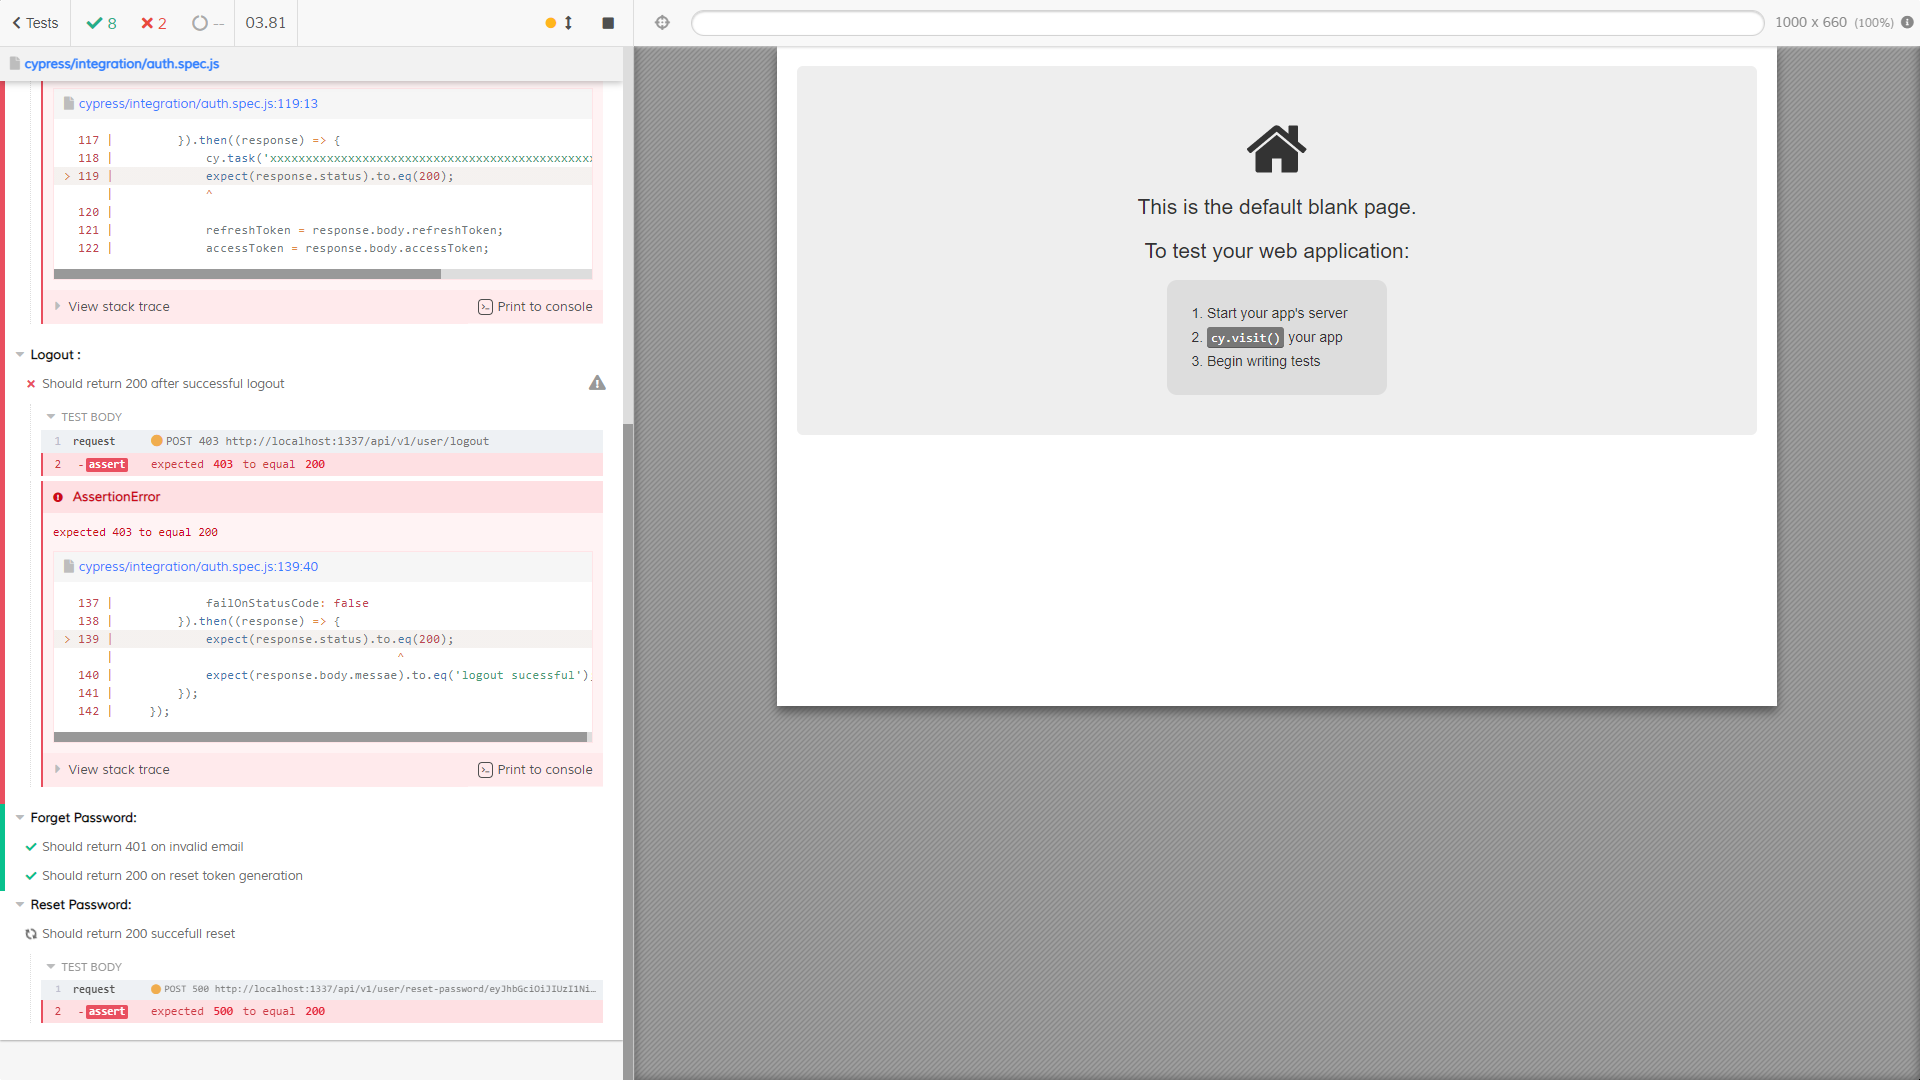 Tests
8
2
--
03.81
1000 x 660 (100%)
cypress/integration/auth.spec.js
cypress/integration/auth.spec.js:119:13
117 | }).then((response) => {
118 | cy.task('xxxxxxxxxxxxxxxxxxxxxxxxxxxxxxxxxxxxxxxxxxxxxx
> 119 | expect(response.status).to.eq(200);
| ^
120 |
121 | refreshToken = response.body.refreshToken;
122 | accessToken = response.body.accessToken;
View stack trace
Print to console
Logout :
Should return 200 after successful logout
TEST BODY
1 request POST 403 http://localhost:1337/api/v1/user/logout
2 -assert expected 403 to equal 200
AssertionError
expected 403 to equal 200
cypress/integration/auth.spec.js:139:40
137 | failOnStatusCode: false
138 | }).then((response) => {
> 139 | expect(response.status).to.eq(200);
| ^
140 | expect(response.body.messae).to.eq('logout sucessful')
141 | });
142 | });
View stack trace
Print to console
Forget Password:
Should return 401 on invalid email
Should return 200 on reset token generation
Reset Password:
Should return 200 succefull reset
TEST BODY
1 request POST 500 http://localhost:1337/api/v1/user/reset-password/eyJhbGciOiJIUzI1Ni…
2 -assert expected 500 to equal 200
This is the default blank page.
To test your web application:
1. Start your app's server
2. cy.visit() your app
3. Begin writing tests